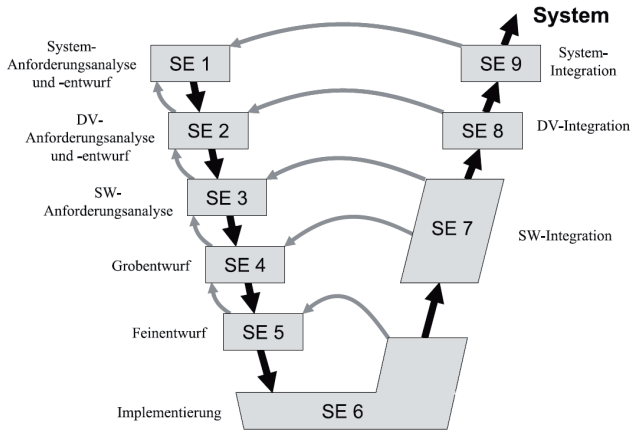 System
System-
Anforderungsanalyse
und -entwurf
SE 1
SE 9
System-
Integration
DV-
Anforderungsanalyse
und -entwurf
SE 2
SE 8
DV-Integration
SW-
Anforderungsanalyse
SE 3
SE 7
SW-Integration
Grobentwurf
SE 4
Feinentwurf
SE 5
Implementierung
SE 6